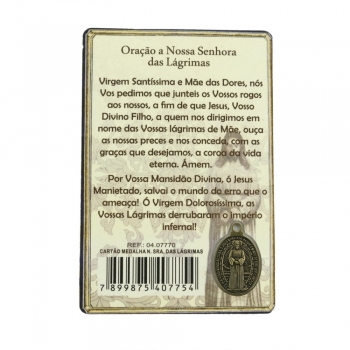 Oração a Nossa Senhora
das Lágrimas
Virgem Santíssima e Mãe das Dores, nós
Vos pedimos que junteis os Vossos rogos
aos nossos, a fim de que Jesus, Vosso
Divino Filho, a quem nos dirigimos em
nome das Vossas lágrimas de Mãe, ouça
as nossas preces e nos conceda, com as
graças que desejamos, a coroa da vida
eterna. Âmem.
Por Vossa Mansidão Divina, ó Jesus
Manietado, salvai o mundo do erro que o
ameaça! Ó Virgem Dolorosíssima, as
Vossas Lágrimas derrubaram o império
infernal!
REF.: 04.07770
CARTÃO MEDALHA N. SRA. DAS LÁGRIMAS
7 899875 407754